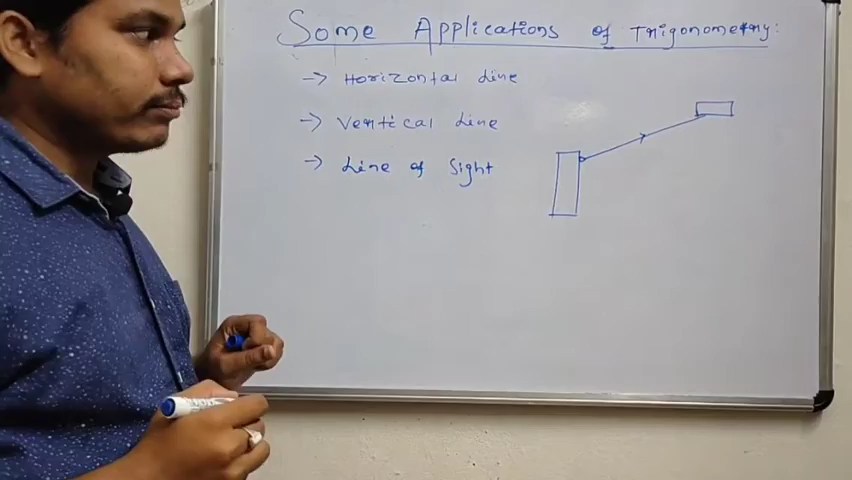 Some Applications of Trigonometry:
-> Horizontal Line
-> Vertical Line
-> Line of Sight